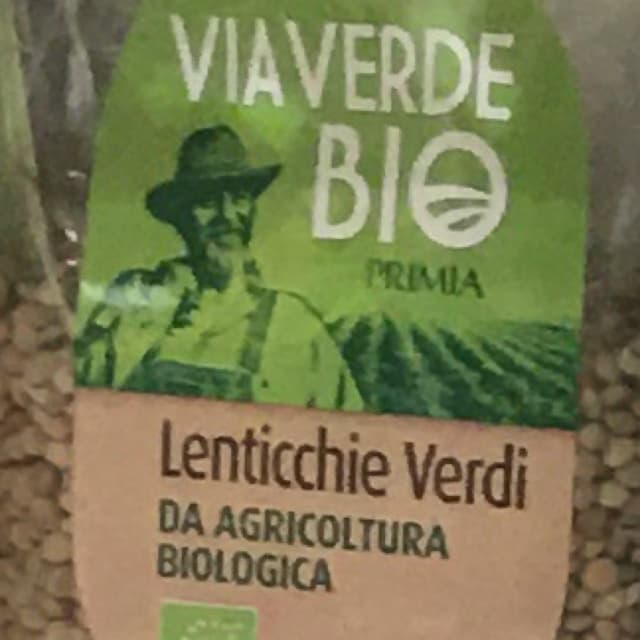 VIAVERDE
BIO
PRIMIA
Lenticchie Verdi
DA AGRICOLTURA
BIOLOGICA